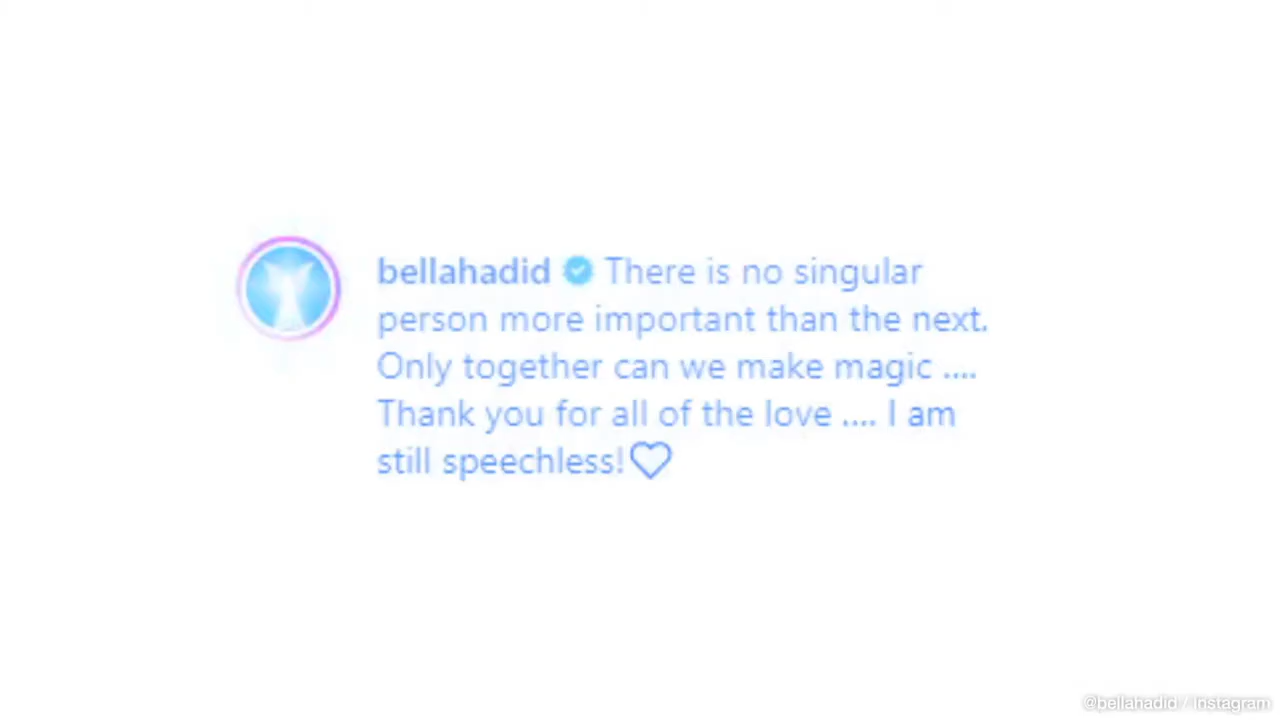 bellahadid There is no singular
person more important than the next.
Only together can we make magic ....
Thank you for all of the love .... I am
still speechless!♡
@bellahadid / Instagram